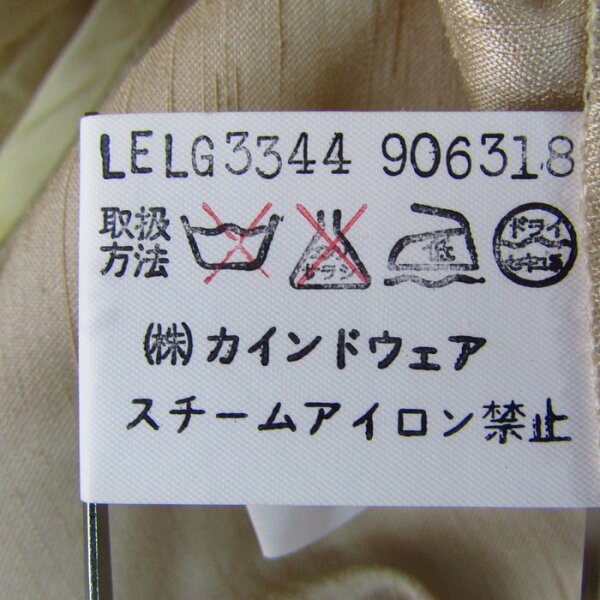 LELG3344 906318
取扱
方法
低
ドライ
(株)カインドウェア
スチームアイロン禁止